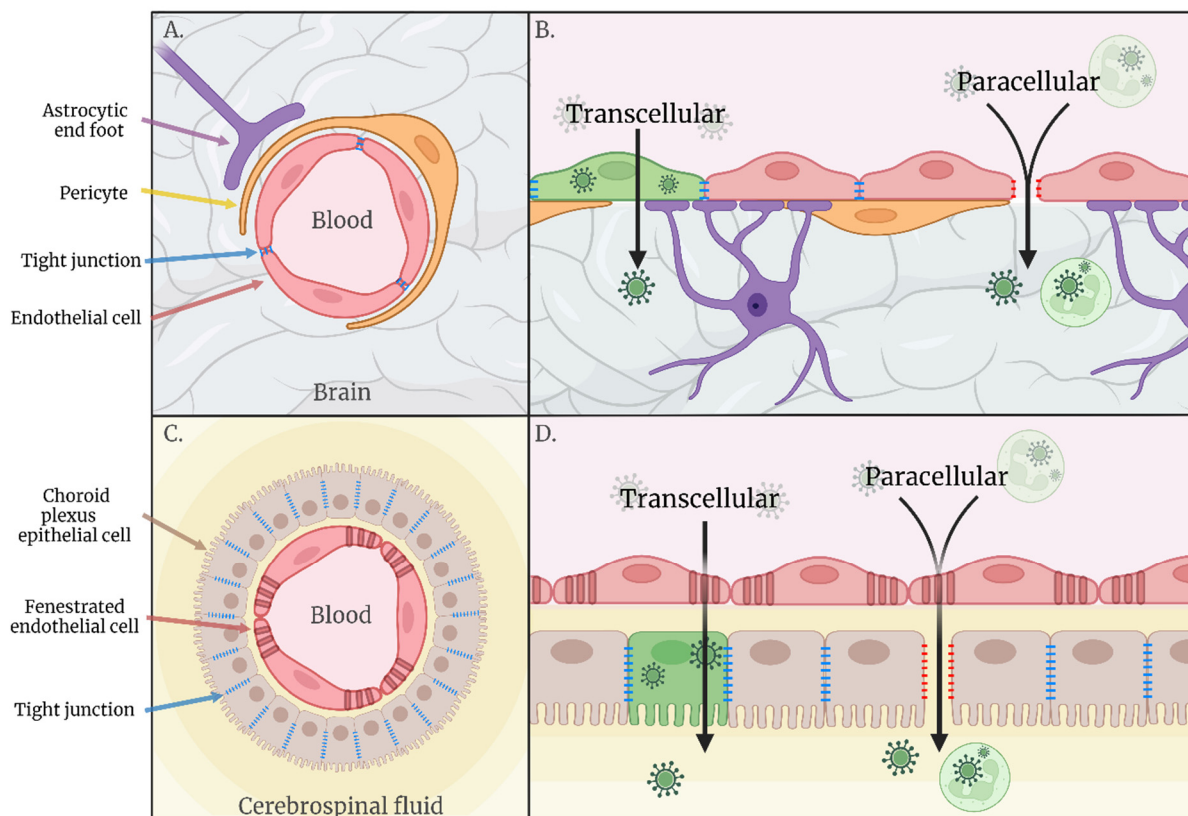 A.
Astrocytic
end foot
Pericyte
Tight junction
Endothelial cell
Blood
Brain
B.
Transcellular
Paracellular
C.
Choroid
plexus
epithelial cell
Fenestrated
endothelial cell
Tight junction
Blood
Cerebrospinal fluid
D.
Transcellular
Paracellular